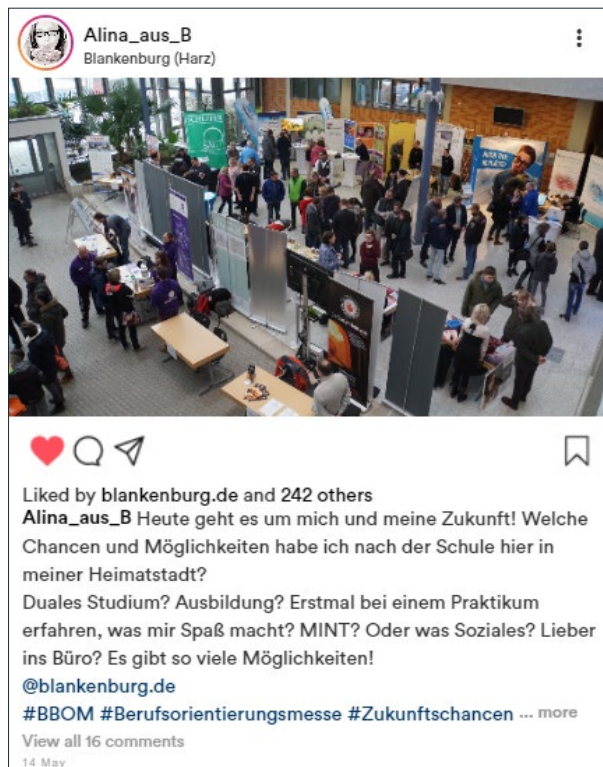 Alina_aus_B
Blankenburg (Harz)
Liked by blankenburg.de and 242 others
Alina_aus_B Heute geht es um mich und meine Zukunft! Welche
Chancen und Möglichkeiten habe ich nach der Schule hier in
meiner Heimatstadt?
Duales Studium? Ausbildung? Erstmal bei einem Praktikum
erfahren, was mir Spaß macht? MINT? Oder was Soziales? Lieber
ins Büro? Es gibt so viele Möglichkeiten!
@blankenburg.de
#BBOM #Berufsorientierungsmesse #Zukunftschancen ... more
View all 16 comments
14 May